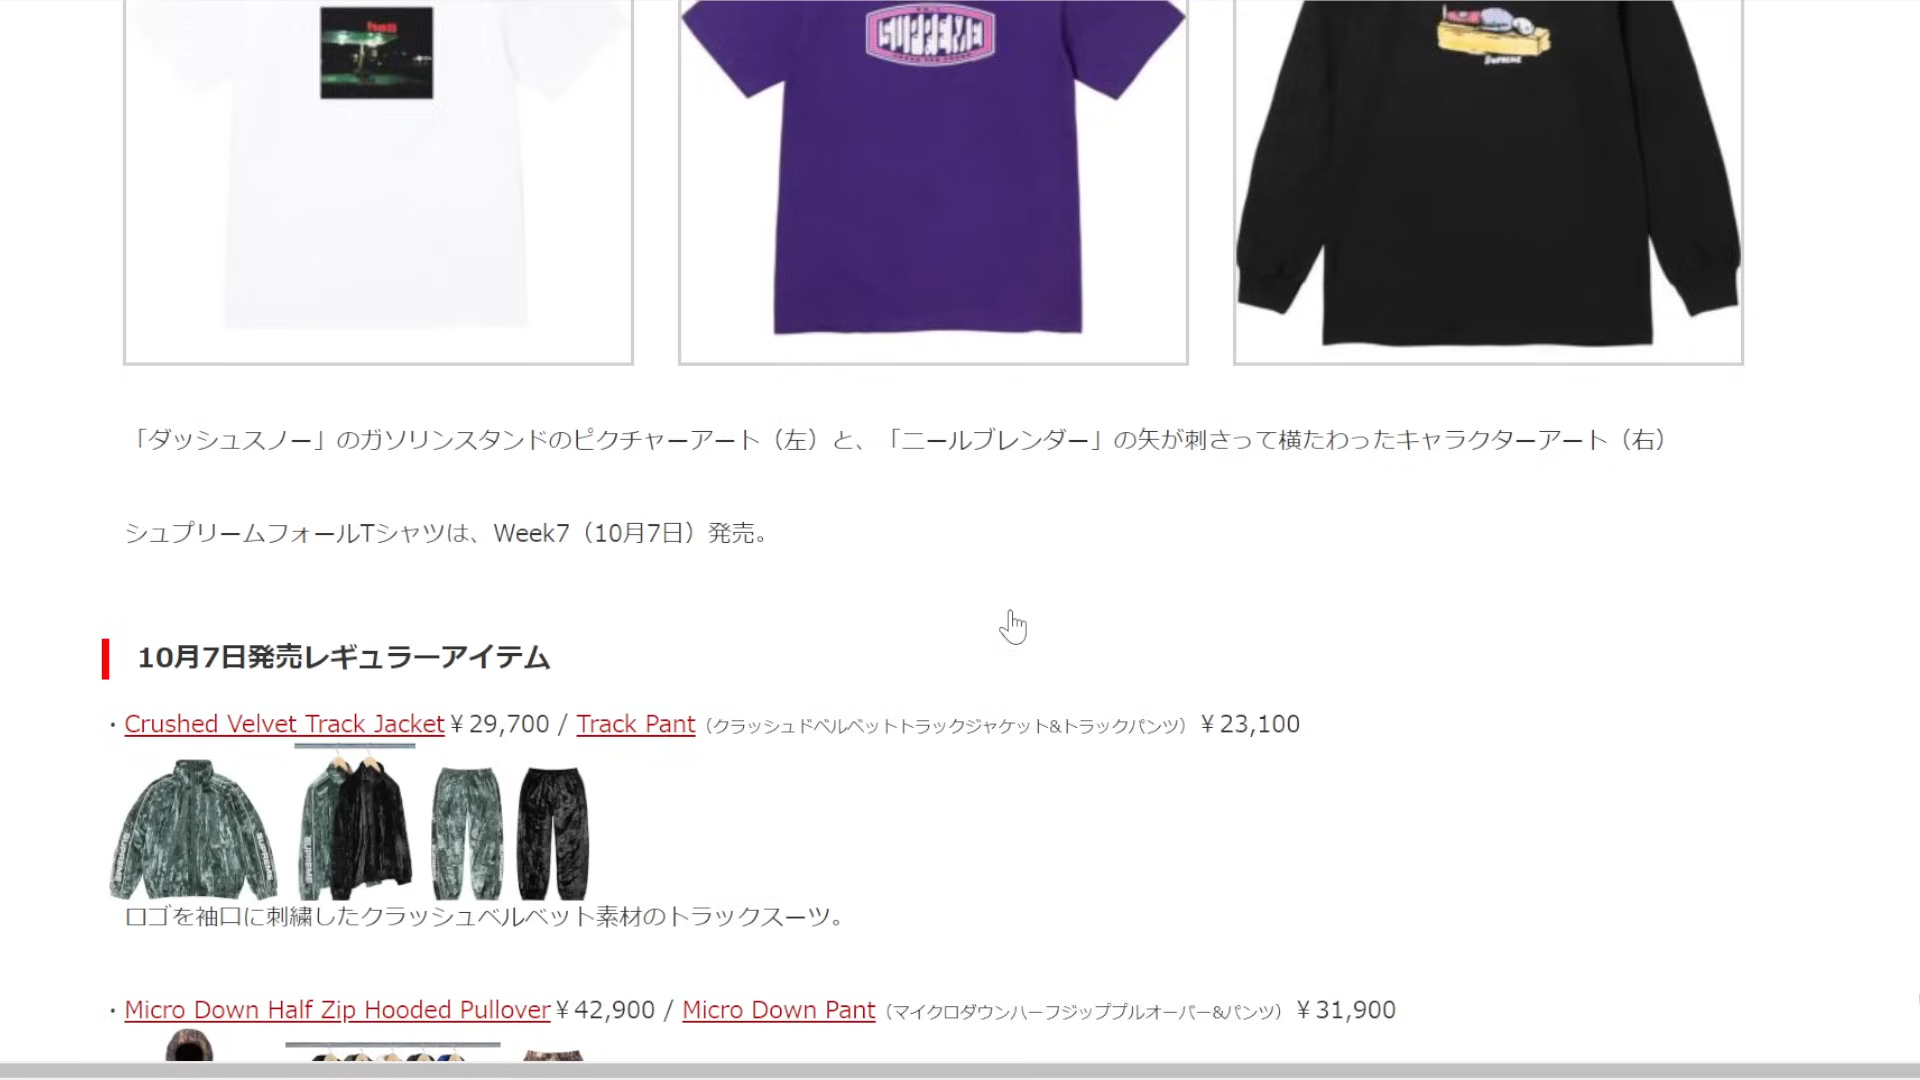 hell
SUPREME
SUPREME
「ダッシュスノー」のガソリンスタンドのピクチャーアート（左）と、「ニールブレンダー」の矢が刺さって横たわったキャラクターアート（右）
シュプリームフォールTシャツは、Week7（10月7日）発売。
10月7日発売レギュラーアイテム
・Crushed Velvet Track Jacket￥29,700 / Track Pant（クラッシュドベルベットトラックジャケット&トラックパンツ）￥23,100
SUPREME SUPREME SUPREME
ロゴを袖口に刺繍したクラッシュベルベット素材のトラックスーツ。
・Micro Down Half Zip Hooded Pullover￥42,900 / Micro Down Pant（マイクロダウンハーフジッププルオーバー&パンツ）￥31,900